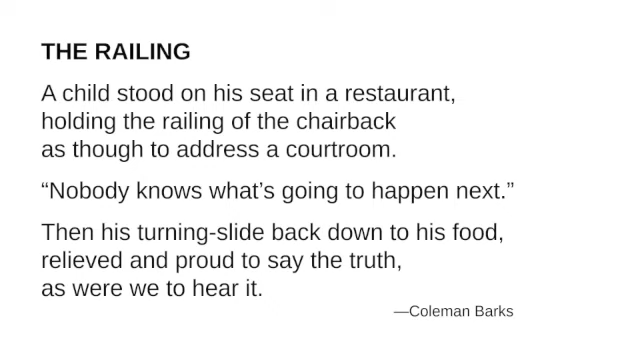 THE RAILING
A child stood on his seat in a restaurant,
holding the railing of the chairback
as though to address a courtroom.
“Nobody knows what’s going to happen next.”
Then his turning-slide back down to his food,
relieved and proud to say the truth,
as were we to hear it.
—Coleman Barks